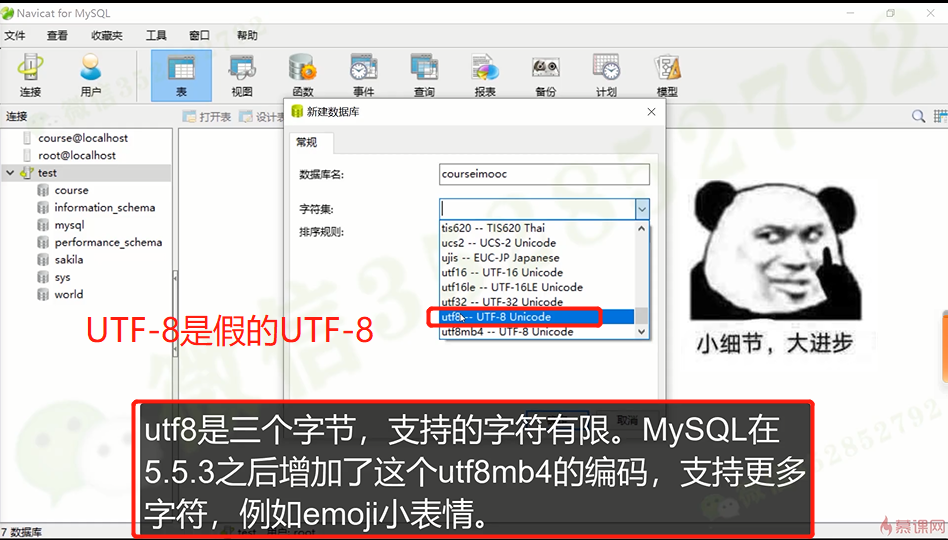 Navicat for MySQL
文件 查看 收藏夹 工具 窗口 帮助
连接 用户 表 视图 函数 事件 查询 报表 备份 计划 模型
连接
打开表 设计表
course@localhost
root@localhost
test
course
information_schema
mysql
performance_schema
sakila
sys
world
新建数据库
常规
数据库名: courseimooc
字符集:
排序规则:
tis620 -- TIS620 Thai
ucs2 -- UCS-2 Unicode
ujis -- EUC-JP Japanese
utf16 -- UTF-16 Unicode
utf16le -- UTF-16LE Unicode
utf32 -- UTF-32 Unicode
utf8 -- UTF-8 Unicode
utf8mb4 -- UTF-8 Unicode
取消
UTF-8是假的UTF-8
小细节，大进步
utf8是三个字节，支持的字符有限。MySQL在
5.5.3之后增加了这个utf8mb4的编码，支持更多
字符，例如emoji小表情。
7 数据库 test 用户: root
慕课网